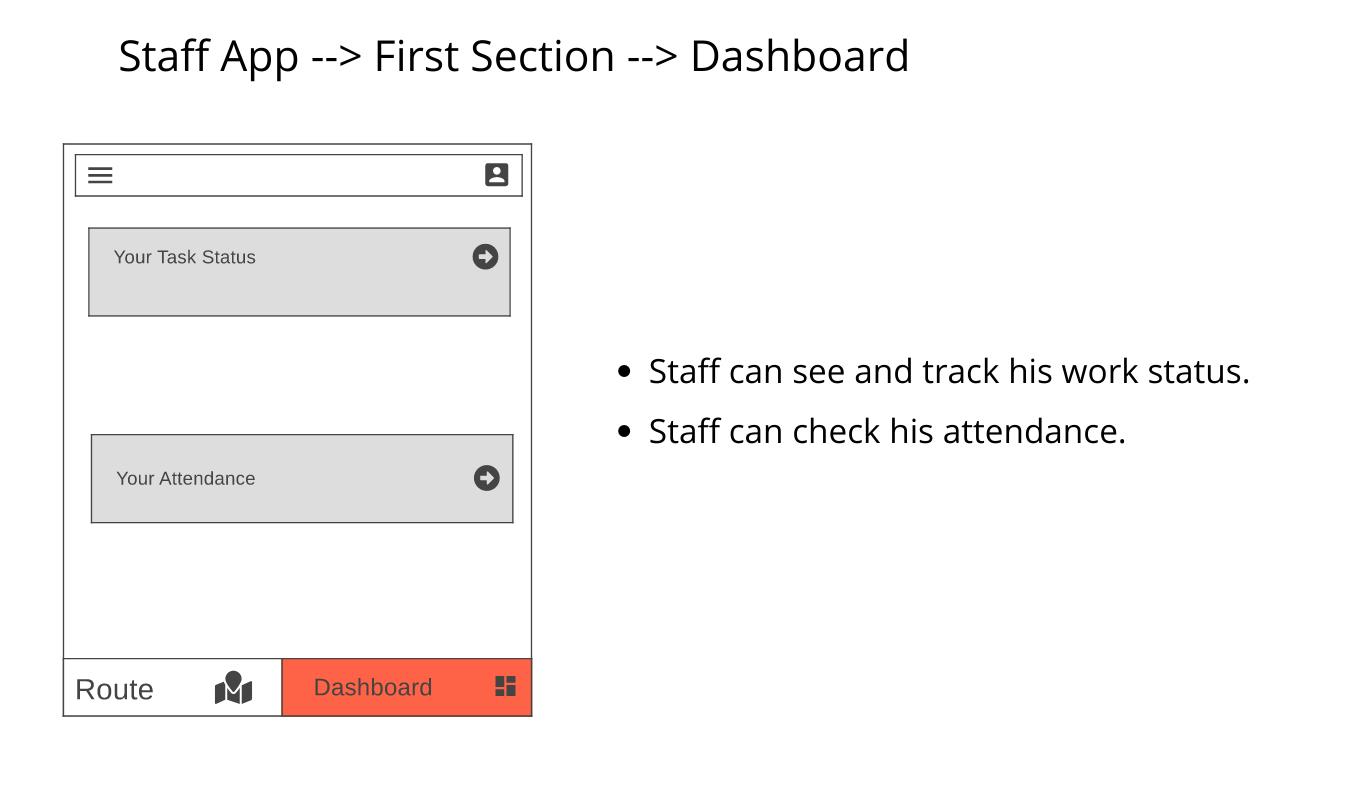 Staff App --> First Section --> Dashboard
Your Task Status
Your Attendance
Route
Dashboard
• Staff can see and track his work status.
• Staff can check his attendance.